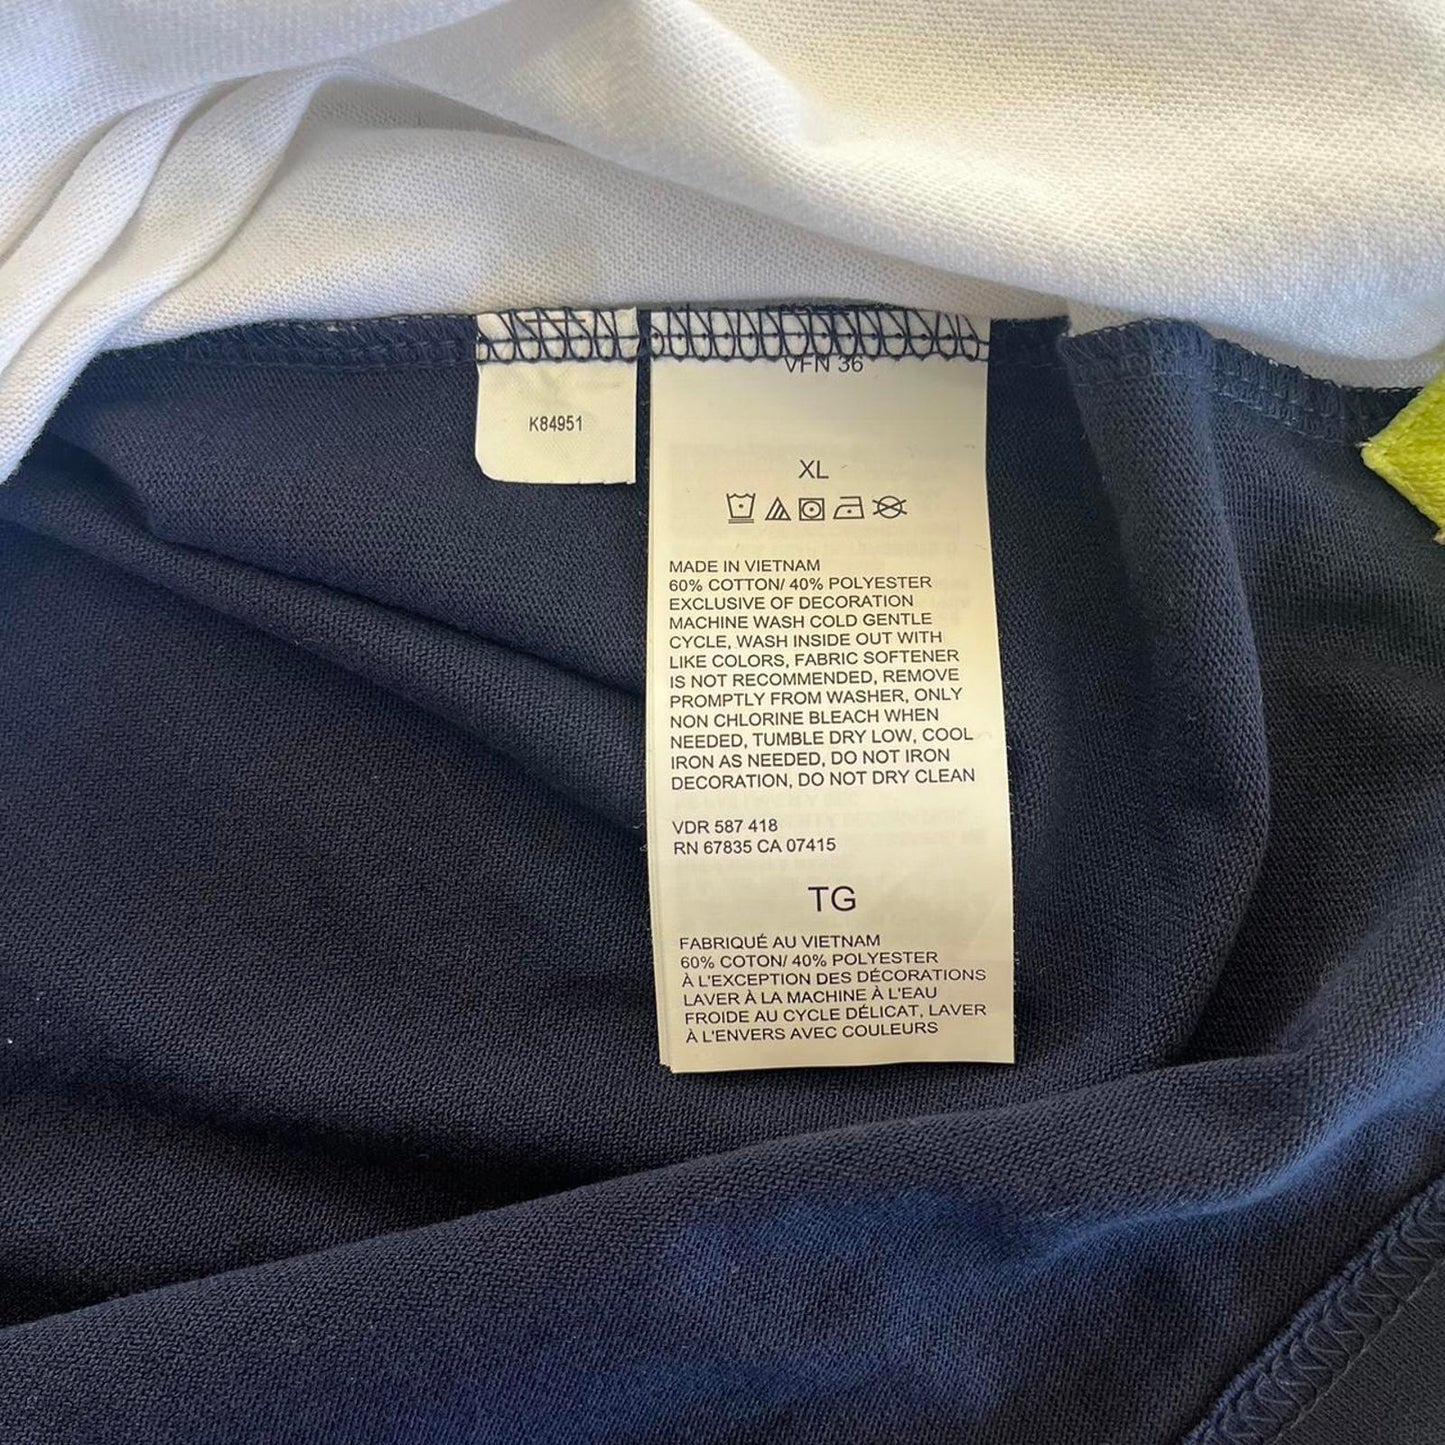 K84951
VFN 36
XL
MADE IN VIETNAM
60% COTTON/ 40% POLYESTER
EXCLUSIVE OF DECORATION
MACHINE WASH COLD GENTLE
CYCLE, WASH INSIDE OUT WITH
LIKE COLORS, FABRIC SOFTENER
IS NOT RECOMMENDED, REMOVE
PROMPTLY FROM WASHER, ONLY
NON CHLORINE BLEACH WHEN
NEEDED, TUMBLE DRY LOW, COOL
IRON AS NEEDED, DO NOT IRON
DECORATION, DO NOT DRY CLEAN
VDR 587 418
RN 67835 CA 07415
TG
FABRIQUÉ AU VIETNAM
60% COTON/ 40% POLYESTER
À L'EXCEPTION DES DÉCORATIONS
LAVER À LA MACHINE À L'EAU
FROIDE AU CYCLE DÉLICAT, LAVER
À L'ENVERS AVEC COULEURS